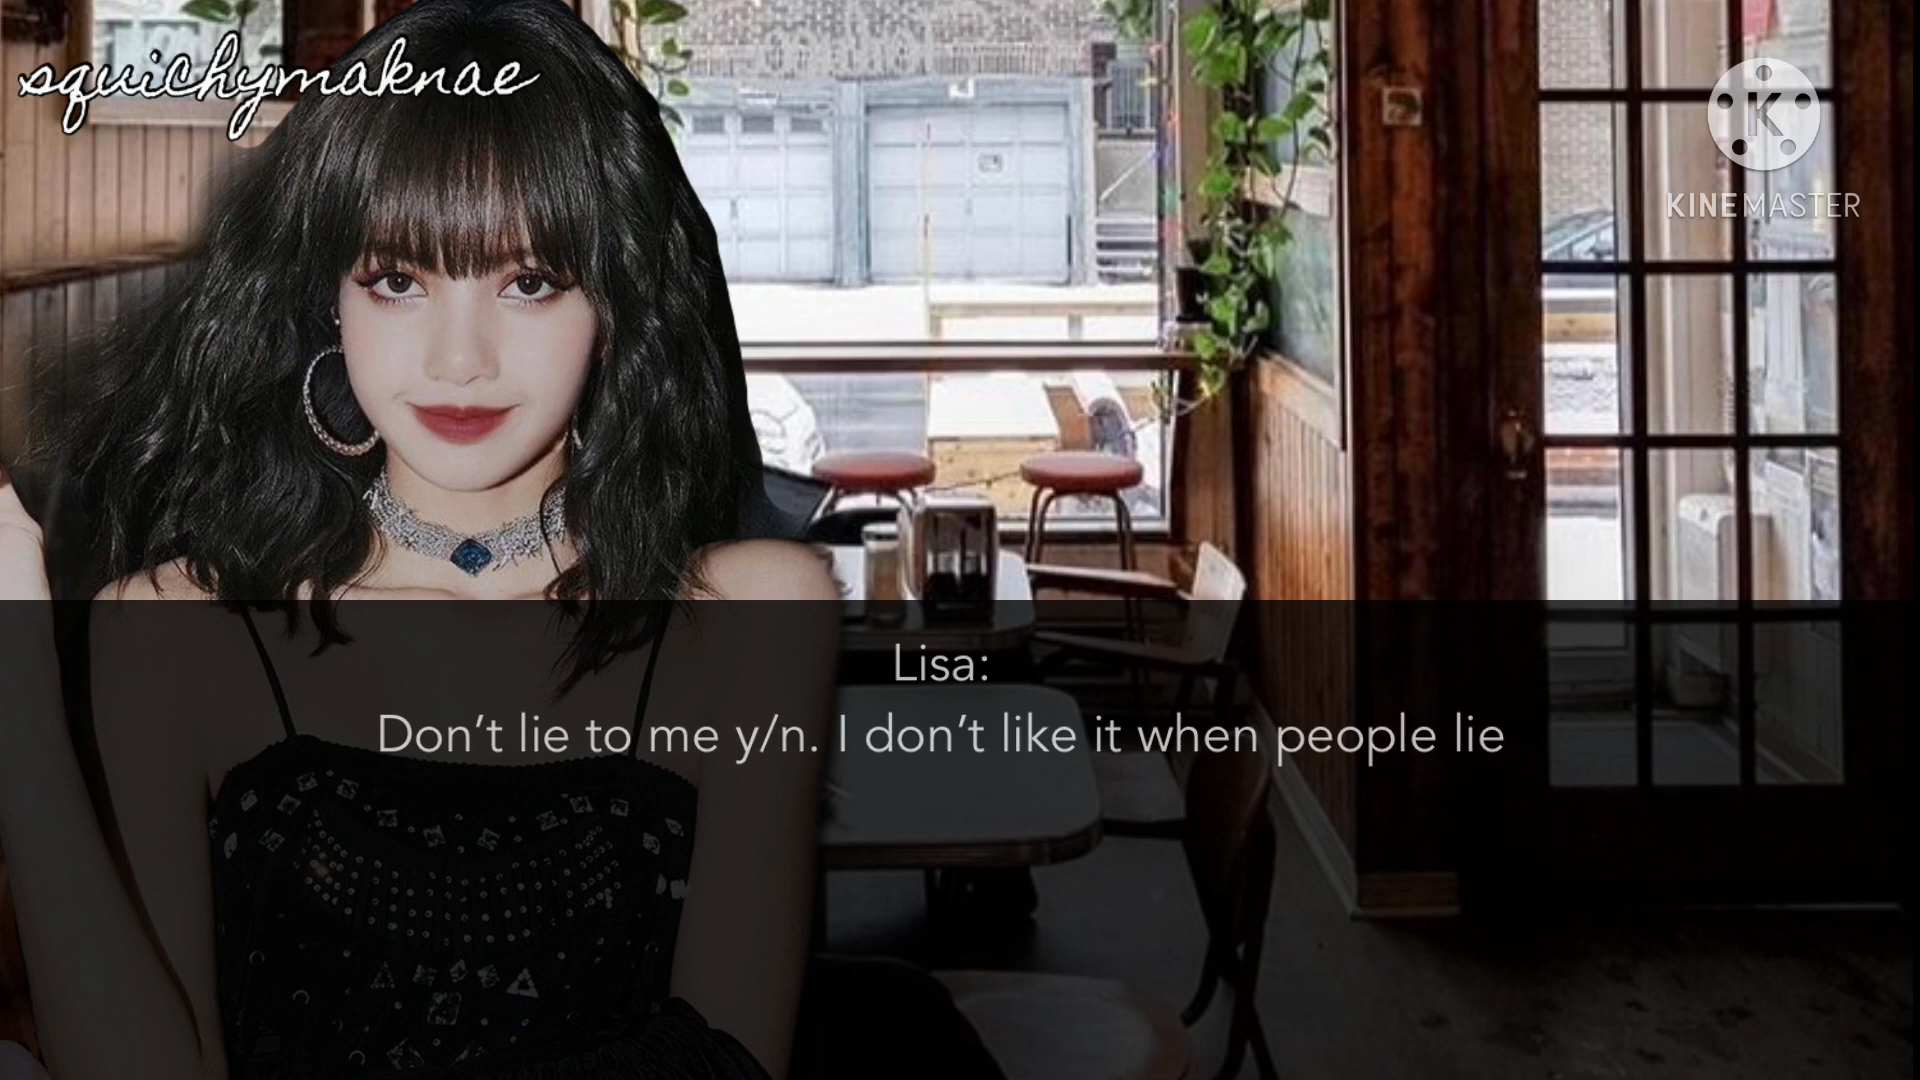 squichymaknae
K
KINEMASTER
Lisa:
Don't lie to me y/n. I don't like it when people lie